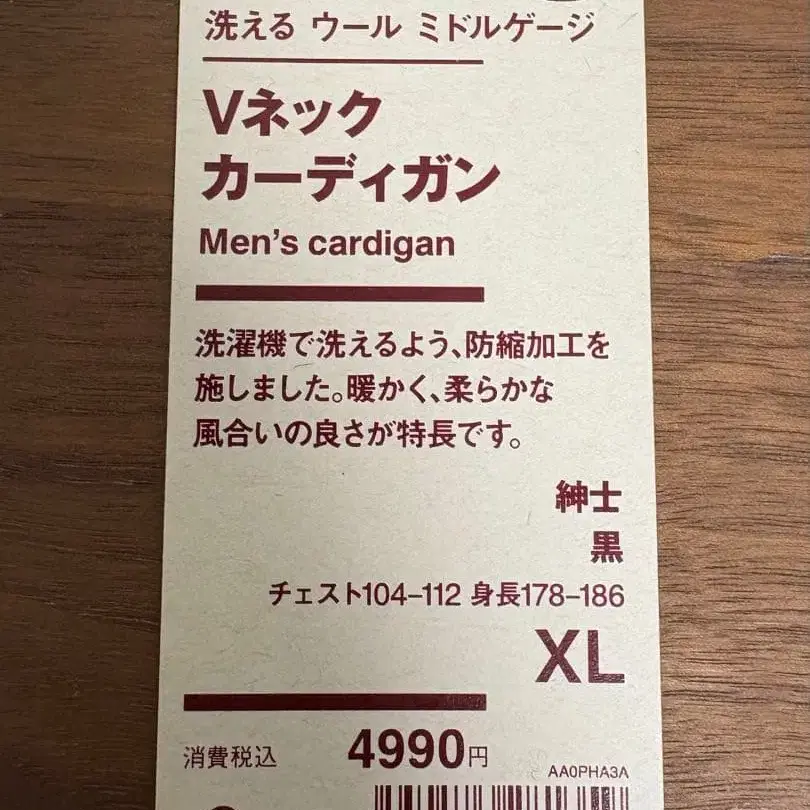 洗える ウール ミドルゲージ
Vネック
カーディガン
Men's cardigan
洗濯機で洗えるよう、防縮加工を
施しました。暖かく、柔らかな
風合いの良さが特長です。
紳士
黒
チェスト104–112 身長178–186
XL
消費税込 4990円
AA0PHA3A